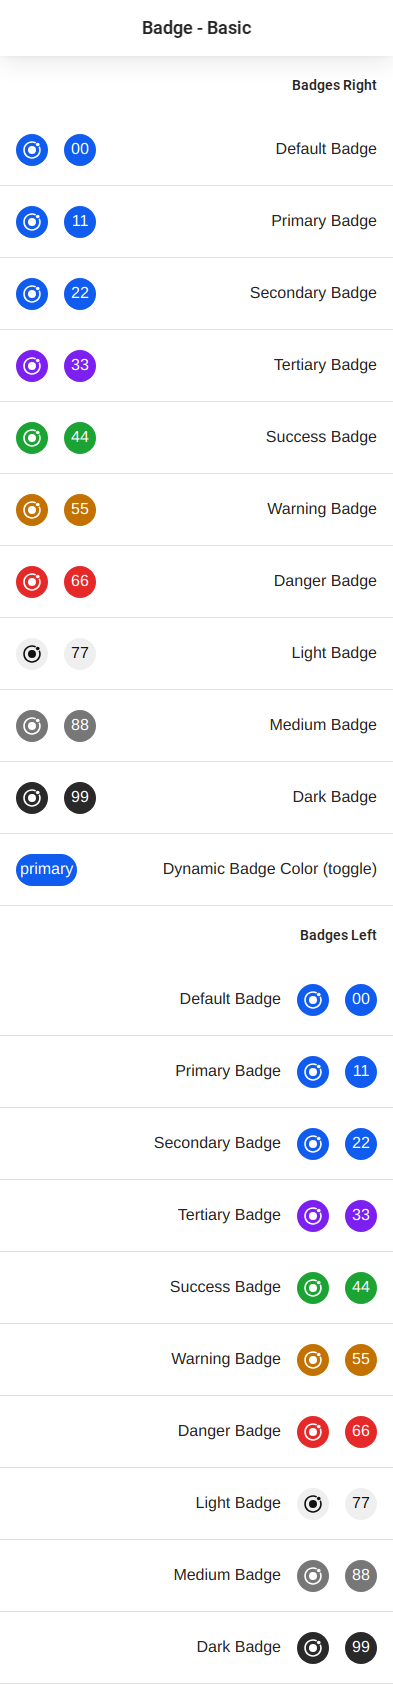 Badge - Basic
Badges Right
00 Default Badge
11 Primary Badge
22 Secondary Badge
33 Tertiary Badge
44 Success Badge
55 Warning Badge
66 Danger Badge
77 Light Badge
88 Medium Badge
99 Dark Badge
primary Dynamic Badge Color (toggle)
Badges Left
Default Badge 00
Primary Badge 11
Secondary Badge 22
Tertiary Badge 33
Success Badge 44
Warning Badge 55
Danger Badge 66
Light Badge 77
Medium Badge 88
Dark Badge 99